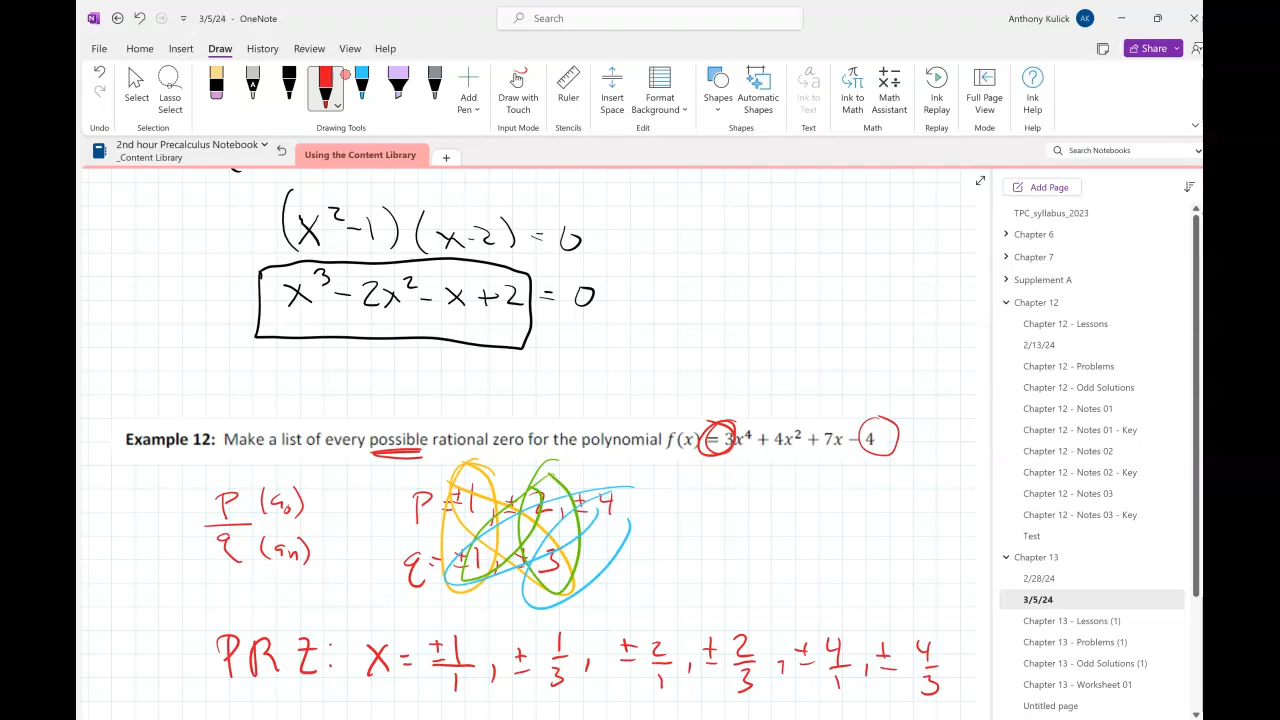 3/5/24 - OneNote
Search
Anthony Kulick AK
File Home Insert Draw History Review View Help
Share
Undo
Select
Lasso Select
Selection
A
Drawing Tools
Add Pen
Draw with Touch
Input Mode
Ruler
Stencils
Insert Space
Format Background
Edit
Shapes
Automatic Shapes
Shapes
a a
Ink to Text
Text
Ink to Math
Math Assistant
Math
Ink Replay
Replay
Full Page View
Mode
Ink Help
Help
2nd hour Precalculus Notebook
_Content Library
Using the Content Library
+
Search Notebooks
Add Page
TPC_syllabus_2023
Chapter 6
Chapter 7
Supplement A
Chapter 12
Chapter 12 - Lessons
2/13/24
Chapter 12 - Problems
Chapter 12 - Odd Solutions
Chapter 12 - Notes 01
Chapter 12 - Notes 01 - Key
Chapter 12 - Notes 02
Chapter 12 - Notes 02 - Key
Chapter 12 - Notes 03
Chapter 12 - Notes 03 - Key
Test
Chapter 13
2/28/24
3/5/24
Chapter 13 - Lessons (1)
Chapter 13 - Problems (1)
Chapter 13 - Odd Solutions (1)
Chapter 13 - Worksheet 01
Untitled page
(x² - 1) (x - 2) = 0
x³ - 2x² - x + 2 = 0
Example 12: Make a list of every possible rational zero for the polynomial f(x) = 3x⁴ + 4x² + 7x − 4
p (a₀)
q (aₙ)
p = ±1, ±2, ±4
q = ±1, ±3
PRZ: x = ±1/1, ±1/3, ±2/1, ±2/3, ±4/1, ±4/3